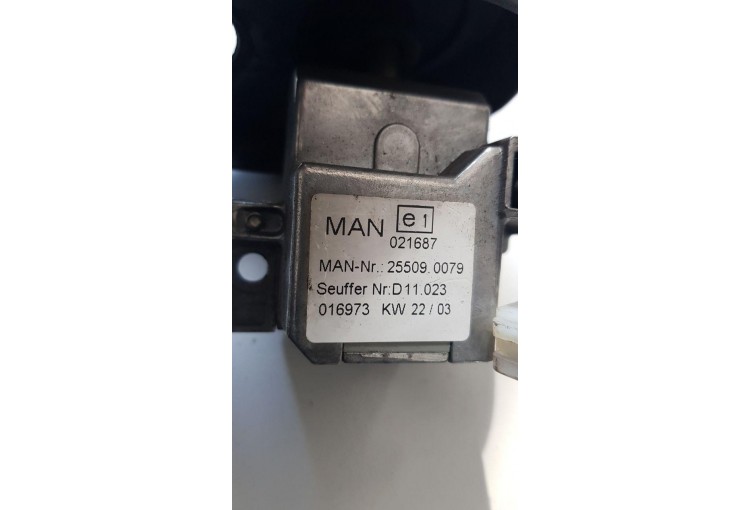 MAN e1
021687
MAN-Nr.: 25509.0079
Seuffer Nr:D11.023
016973 KW 22 / 03